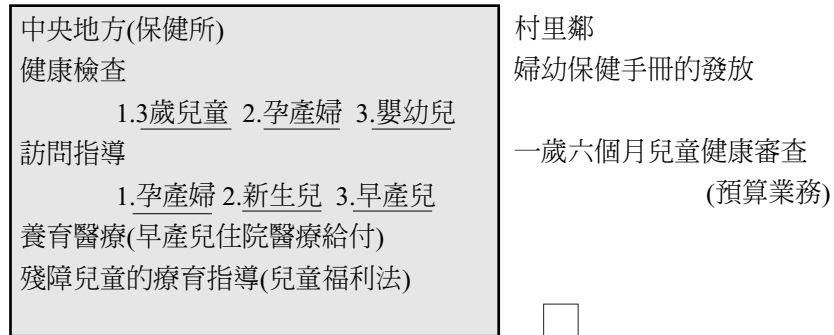 中央地方(保健所)
健康檢查
1.3歲兒童 2.孕產婦 3.嬰幼兒
訪問指導
1.孕產婦 2.新生兒 3.早產兒
養育醫療(早產兒住院醫療給付)
殘障兒童的療育指導(兒童福利法)
村里鄰
婦幼保健手冊的發放
一歲六個月兒童健康審查
(預算業務)